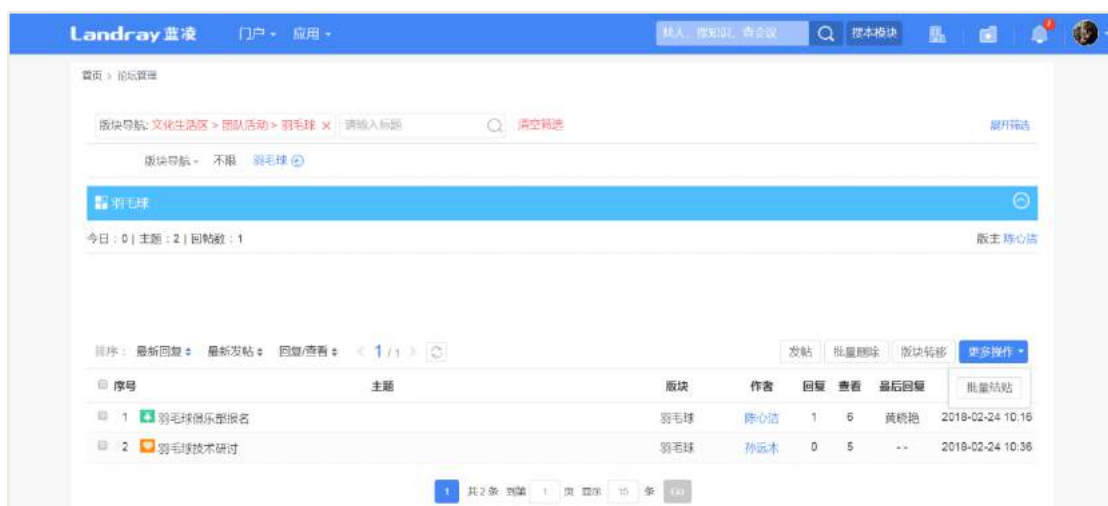 Landray 蓝凌 门户 应用 找人、搜知识、查会议 搜本模块
首页 > 论坛管理
版块导航: 文化生活区 > 团队活动 > 羽毛球 × 请输入标题 清空筛选 展开筛选
版块导航 不限 羽毛球
羽毛球
今日：0 | 主题：2 | 回帖数：1 版主 陈心洁
排序： 最新回复 最新发帖 回复/查看 < 1 / 1 > 发帖 批量删除 版块转移 更多操作
序号 主题 版块 作者 回复 查看 最后回复 批量结贴
1 羽毛球俱乐部报名 羽毛球 陈心洁 1 6 黄晓艳 2018-02-24 10:16
2 羽毛球技术研讨 羽毛球 孙远木 0 5 -- 2018-02-24 10:36
1 共2条 到第 1 页 显示 15 条 Go